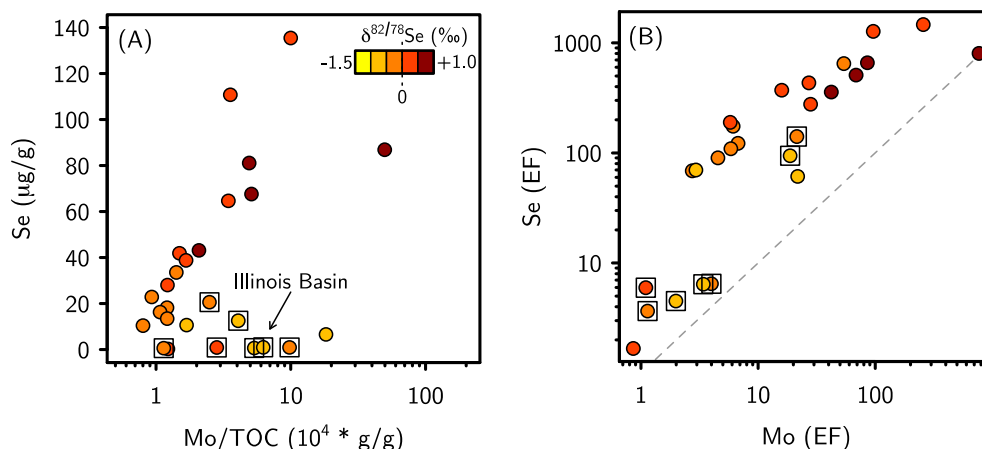 (A)
δ82/78Se (‰)
-1.5 +1.0
0
Illinois Basin
Se (µg/g)
140
120
100
80
60
40
20
0
1 10 100
Mo/TOC (10⁴ * g/g)
(B)
Se (EF)
1000
100
10
1 10 100
Mo (EF)